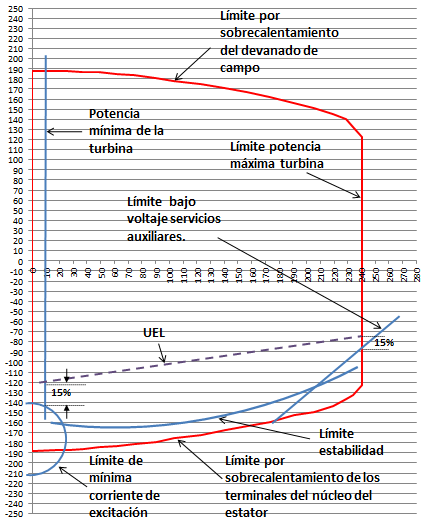 250
240
230
220
210
200
190
180
170
160
150
140
130
120
110
100
90
80
70
60
50
40
30
20
10
0
-10
-20
-30
-40
-50
-60
-70
-80
-90
-100
-110
-120
-130
-140
-150
-160
-170
-180
-190
-200
-210
-220
-230
-240
-250
Límite por
sobrecalentamiento
del devanado de
campo
Potencia
mínima de la
turbina
Límite potencia
máxima turbina
Límite bajo
voltaje servicios
auxiliares.
0 10 20 30 40 50 60 70 80 90 100 110 120 130 140 150 160 170 180 190 200 210 220 230 240 250 260 270 280
UEL
15%
15%
Límite
estabilidad
Límite de
mínima
corriente de
excitación
Límite por
sobrecalentamiento de los
terminales del núcleo del
estator